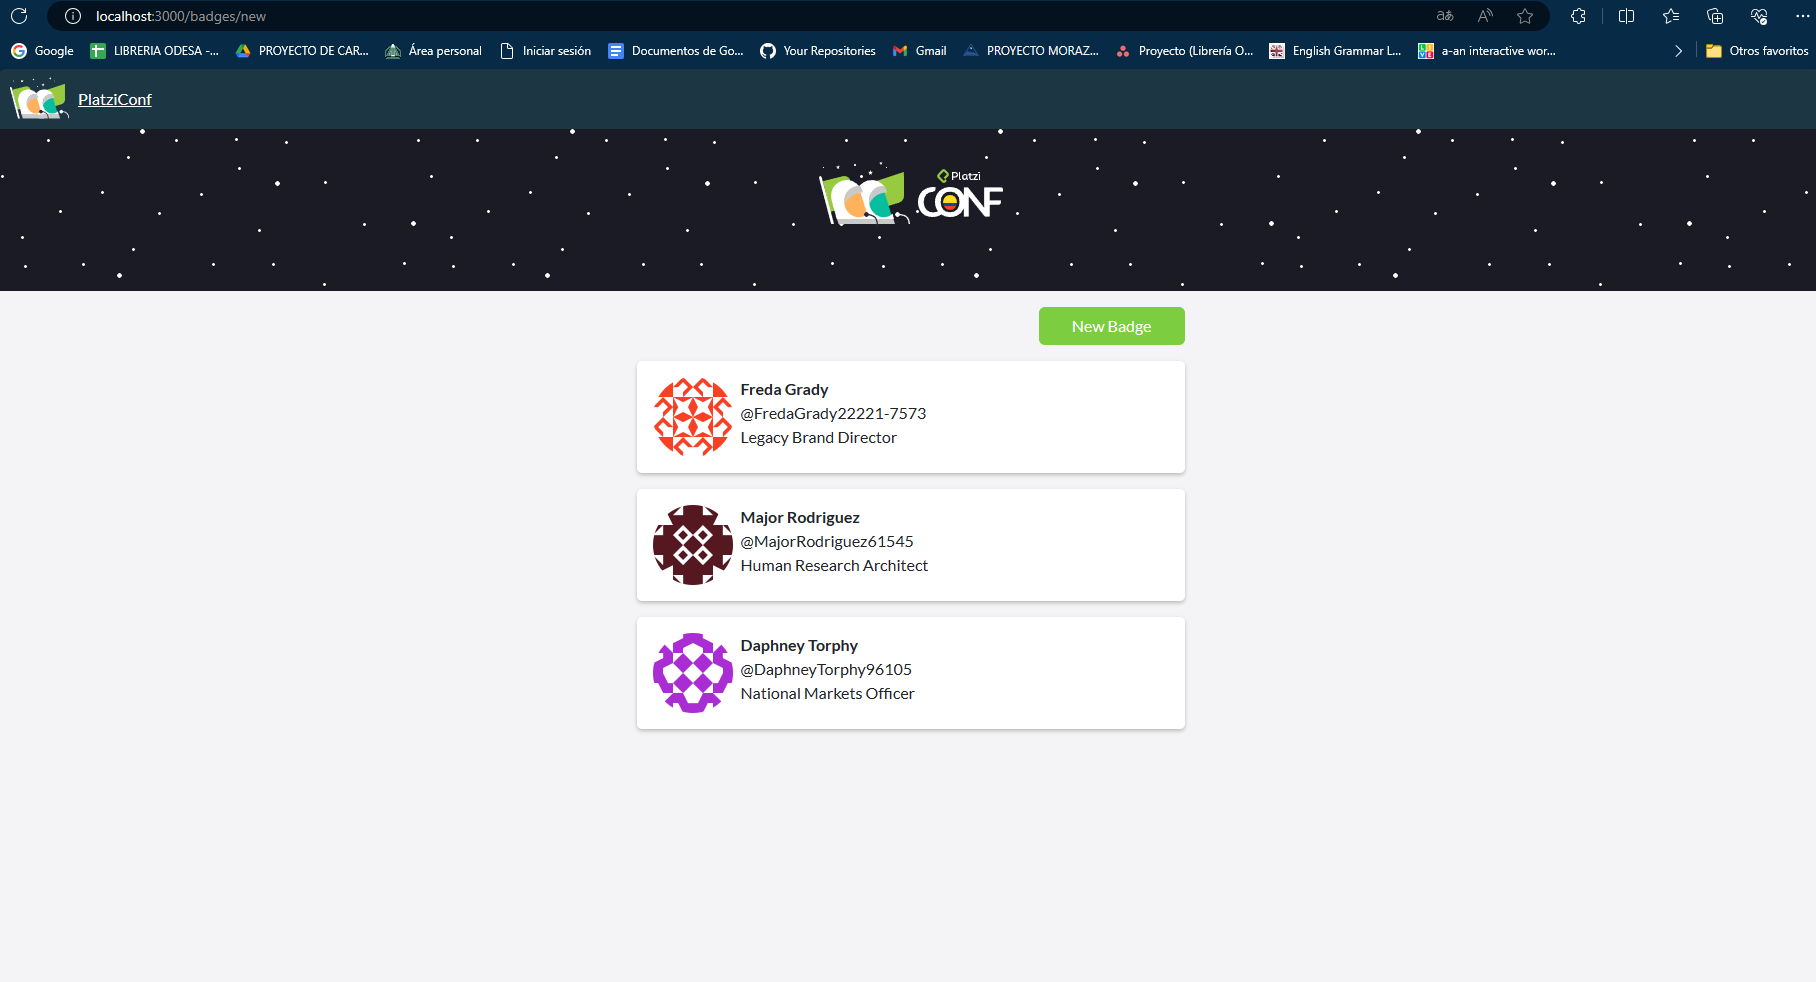 localhost:3000/badges/new
Google LIBRERIA ODESA -... PROYECTO DE CAR... Área personal Iniciar sesión Documentos de Go... Your Repositories Gmail PROYECTO MORAZ... Proyecto (Librería O... English Grammar L... a-an interactive wor... Otros favoritos
PlatziConf
Platzi
CONF
New Badge
Freda Grady
@FredaGrady22221-7573
Legacy Brand Director
Major Rodriguez
@MajorRodriguez61545
Human Research Architect
Daphney Torphy
@DaphneyTorphy96105
National Markets Officer